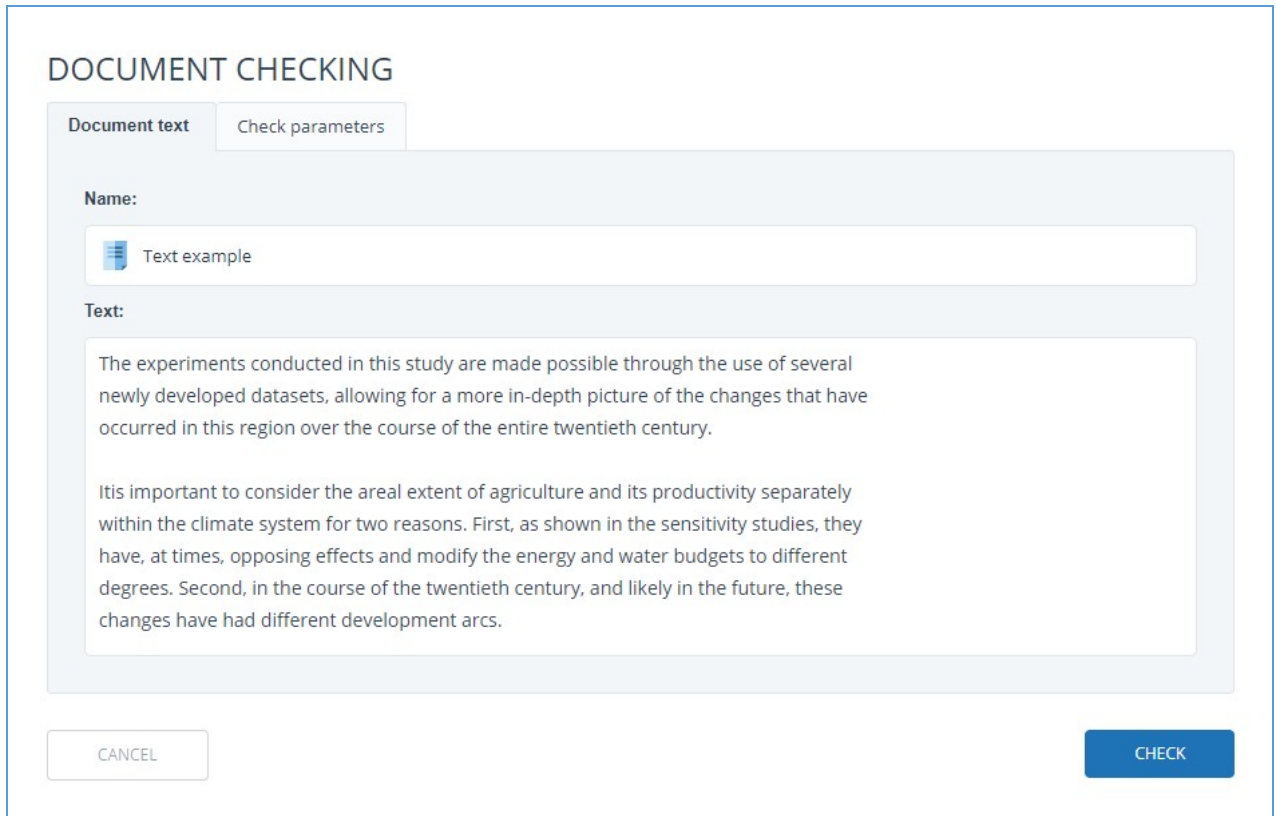 DOCUMENT CHECKING
Document text
Check parameters
Name:
Text example
Text:
The experiments conducted in this study are made possible through the use of several
newly developed datasets, allowing for a more in-depth picture of the changes that have
occurred in this region over the course of the entire twentieth century.
Itis important to consider the areal extent of agriculture and its productivity separately
within the climate system for two reasons. First, as shown in the sensitivity studies, they
have, at times, opposing effects and modify the energy and water budgets to different
degrees. Second, in the course of the twentieth century, and likely in the future, these
changes have had different development arcs.
CANCEL
CHECK